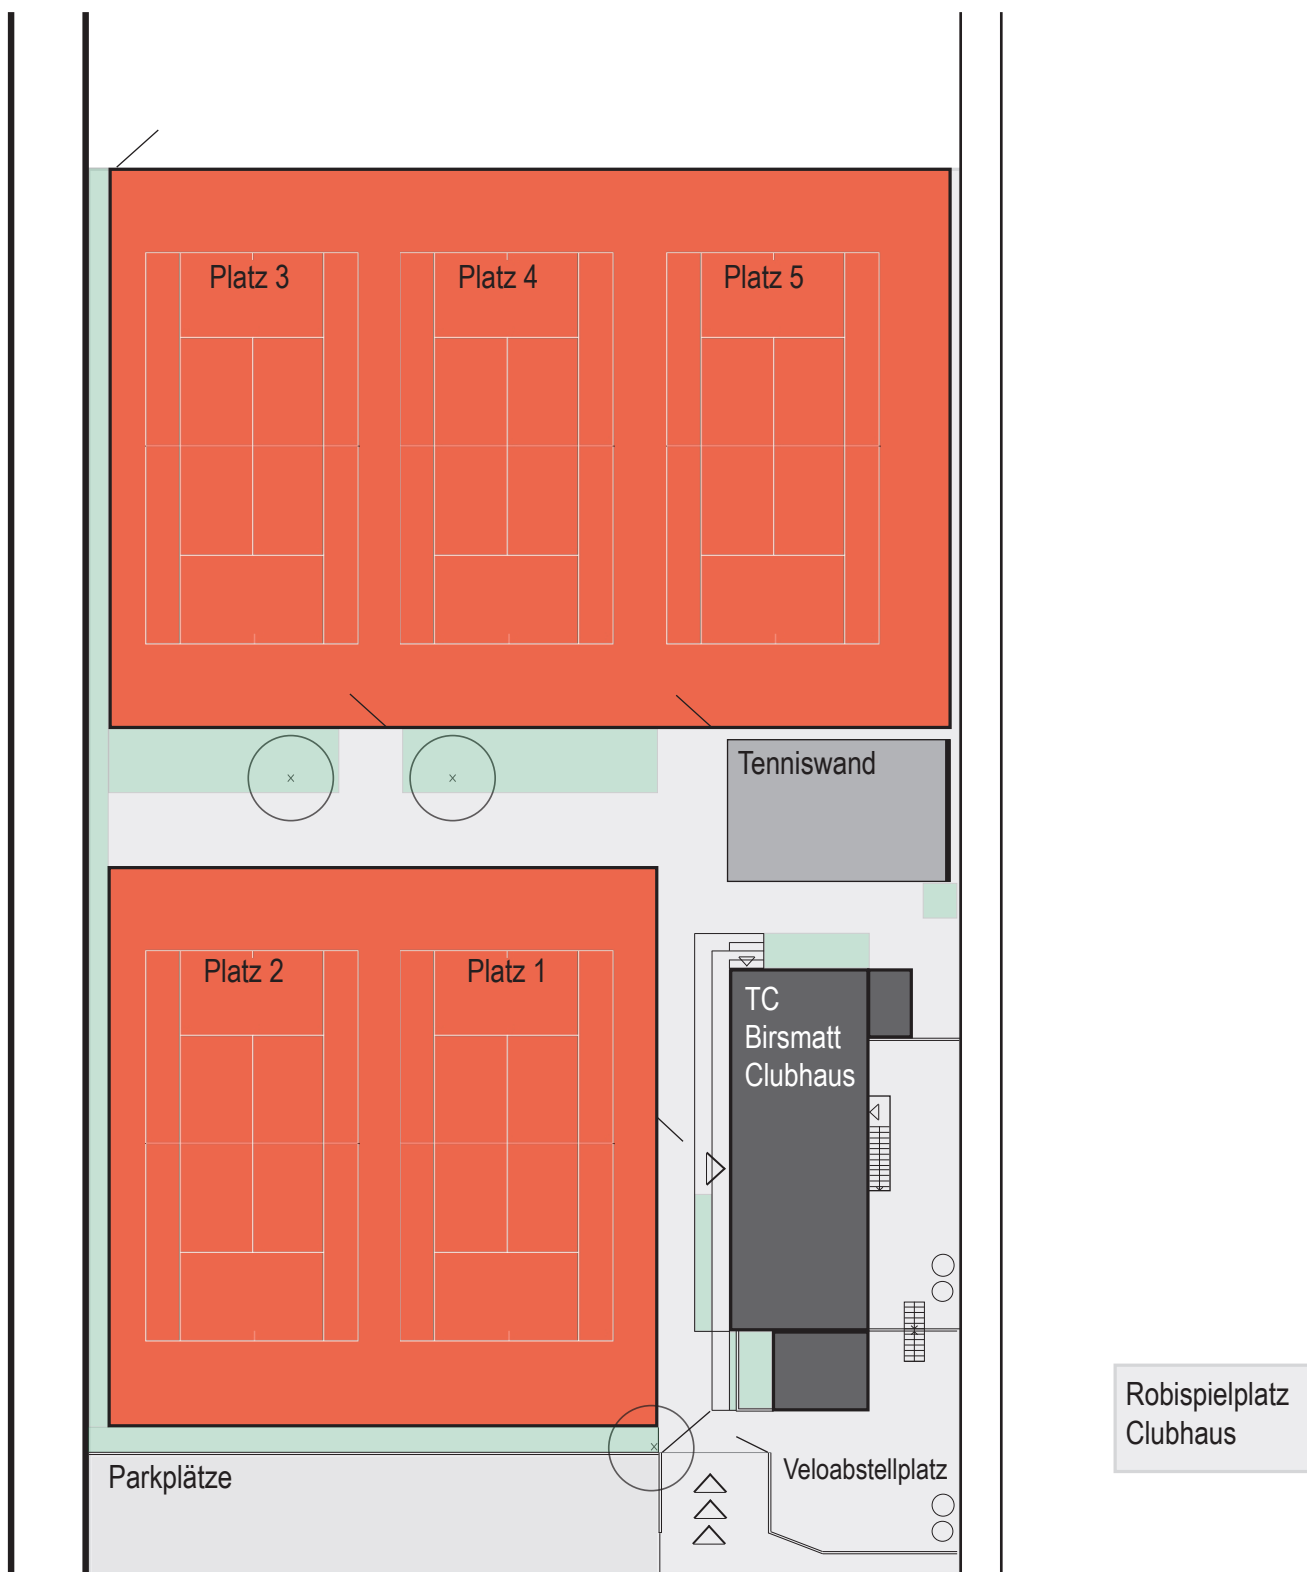 Platz 3
Platz 4
Platz 5
Tenniswand
Platz 2
Platz 1
TC
Birsmatt
Clubhaus
Robispielplatz
Clubhaus
Parkplätze
Veloabstellplatz